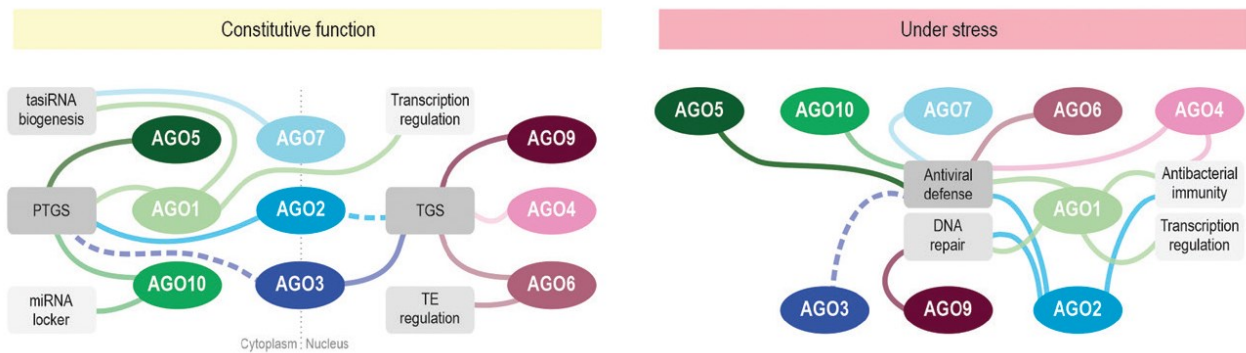 Constitutive function
tasiRNA
biogenesis
AGO5
AGO7
Transcription
regulation
AGO9
PTGS
AGO1
AGO2
TGS
AGO4
miRNA
locker
AGO10
AGO3
TE
regulation
AGO6
Cytoplasm
Nucleus
Under stress
AGO5
AGO10
AGO7
AGO6
AGO4
Antiviral
defense
AGO1
Antibacterial
immunity
DNA
repair
Transcription
regulation
AGO3
AGO9
AGO2